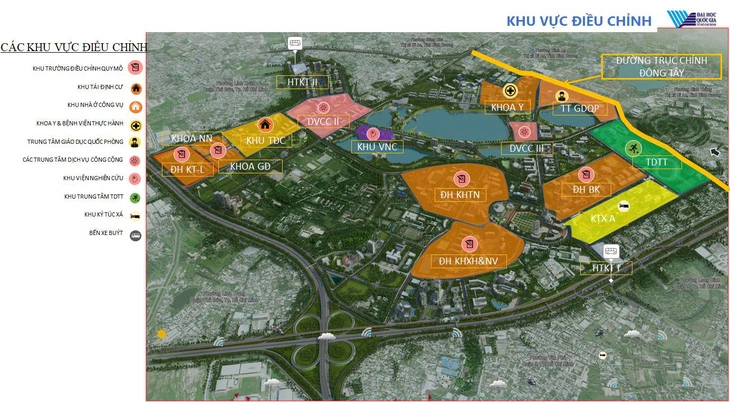 KHU VỰC ĐIỀU CHỈNH
ĐẠI HỌC
QUỐC GIA
CÁC KHU VỰC ĐIỀU CHỈNH
KHU TRƯỜNG ĐIỀU CHỈNH QUY MÔ
KHU TÁI ĐỊNH CƯ
KHU NHÀ Ở CÔNG VỤ
KHOA Y & BỆNH VIỆN THỰC HÀNH
TRUNG TÂM GIÁO DỤC QUỐC PHÒNG
CÁC TRUNG TÂM DỊCH VỤ CÔNG CỘNG
KHU VIỆN NGHIÊN CỨU
KHU TRUNG TÂM TDTT
KHU KÝ TÚC XÁ
BẾN XE BUÝT
ĐƯỜNG TRỤC CHÍNH
ĐÔNG TÂY
HTKT II
KHOA Y
TT GDQP
DVCC II
KHOA NN
KHU TĐC
KHU VNC
DVCC III
TDTT
ĐH KT-L
KHOA GD
ĐH KHTN
ĐH BK
KTX A
ĐH KHXH&NV
HTKT I